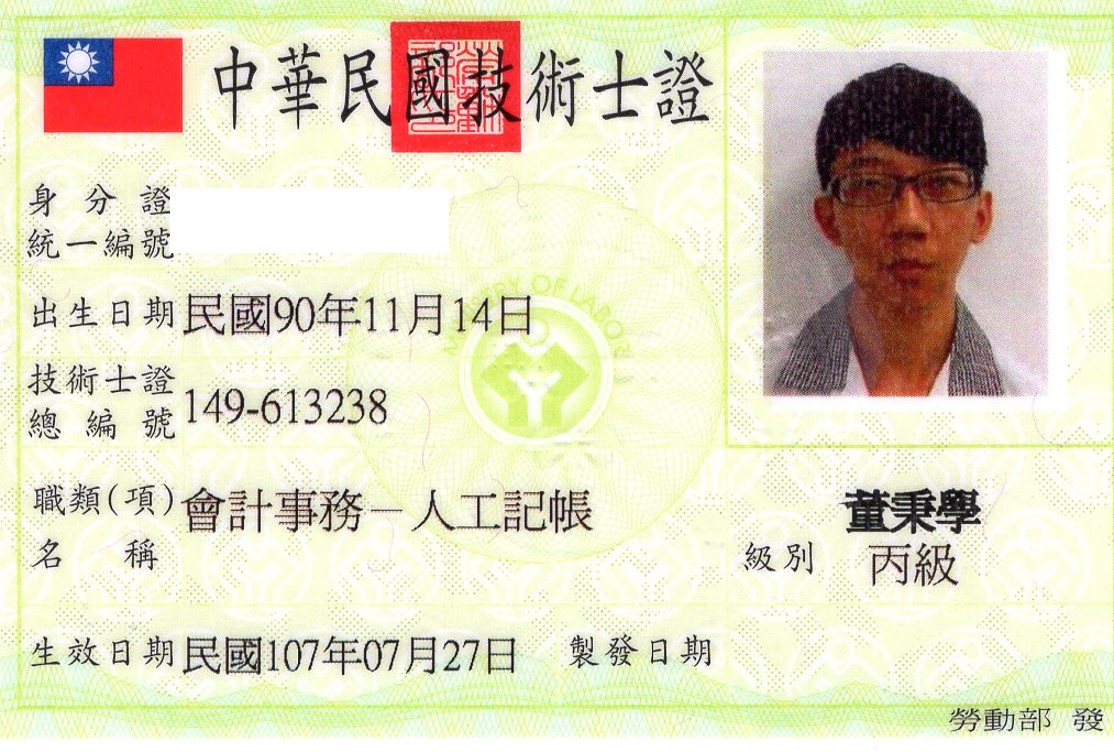 中華民國技術士證
身分證
統一編號
出生日期 民國90年11月14日
MINISTRY OF LABOR
技術士證
總編號 149-613238
職類(項)
名稱 會計事務－人工記帳
董秉學
級別 丙級
生效日期 民國107年07月27日 製發日期
勞動部 發